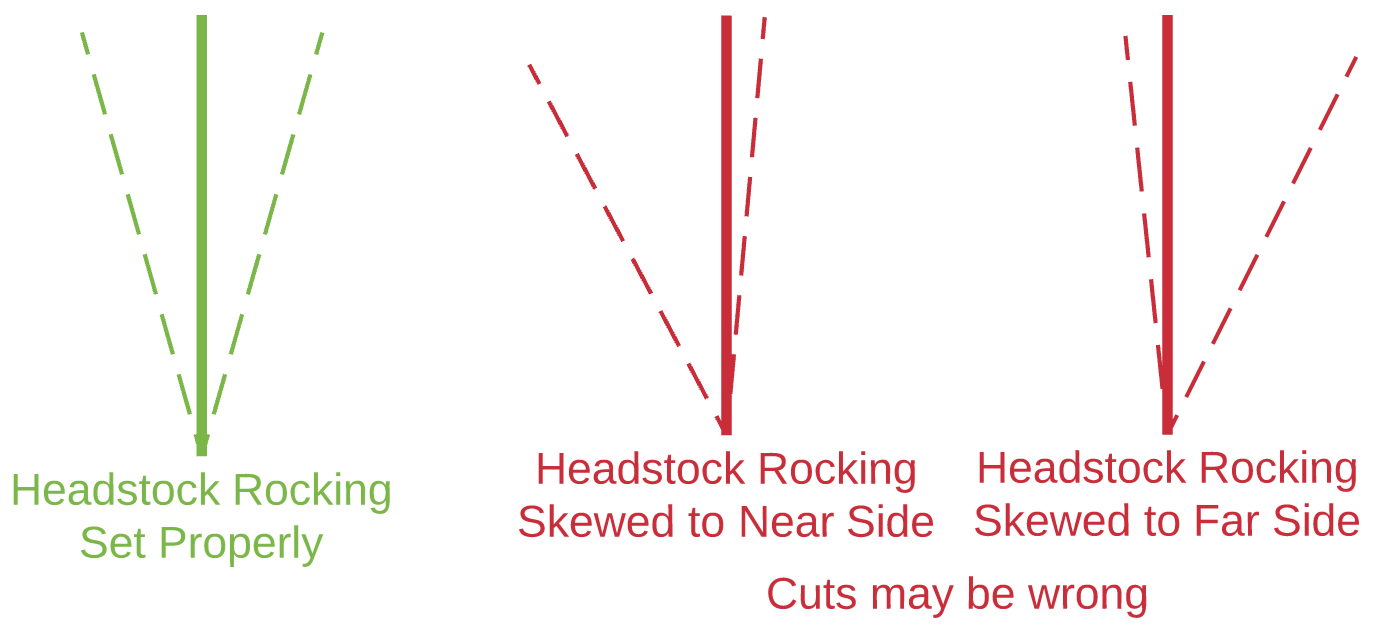 Headstock Rocking
Set Properly
Headstock Rocking
Skewed to Near Side
Headstock Rocking
Skewed to Far Side
Cuts may be wrong